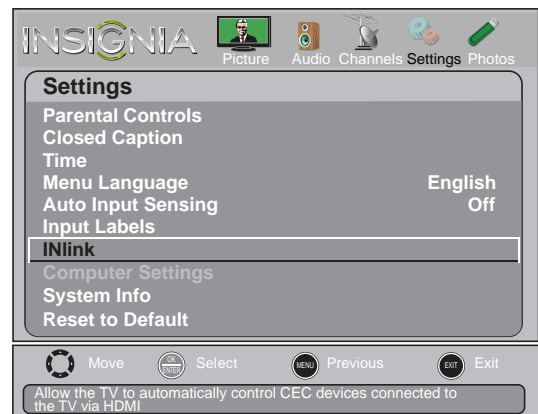 INSIGNIA
Picture Audio Channels Settings Photos
Settings
Parental Controls
Closed Caption
Time
Menu Language English
Auto Input Sensing Off
Input Labels
INlink
Computer Settings
System Info
Reset to Default
Move OK ENTER Select MENU Previous EXIT Exit
Allow the TV to automatically control CEC devices connected to
the TV via HDMI